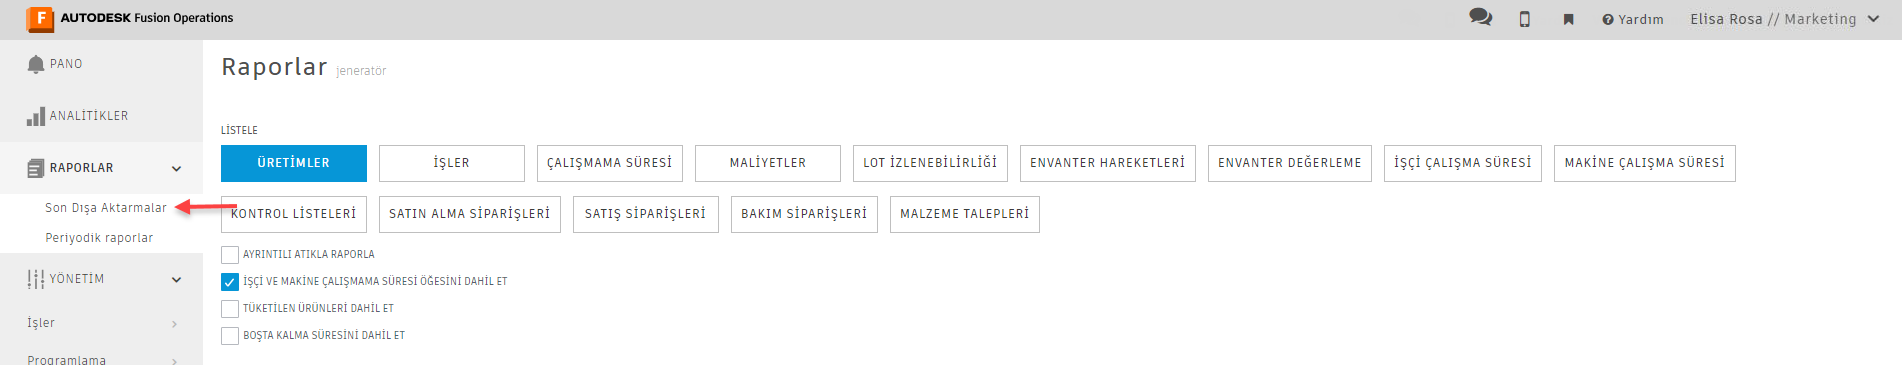 F AUTODESK Fusion Operations
Yardım
Elisa Rosa // Marketing
PANO
ANALİTİKLER
RAPORLAR
Son Dışa Aktarmalar
Periyodik raporlar
YÖNETİM
İşler
Programlama
Raporlar jeneratör
LİSTELE
ÜRETİMLER İŞLER ÇALIŞMAMA SÜRESİ MALİYETLER LOT İZLENEBİLİRLİĞİ ENVANTER HAREKETLERİ ENVANTER DEĞERLEME İŞÇİ ÇALIŞMA SÜRESİ MAKİNE ÇALIŞMA SÜRESİ
KONTROL LİSTELERİ SATIN ALMA SİPARİŞLERİ SATIŞ SİPARİŞLERİ BAKIM SİPARİŞLERİ MALZEME TALEPLERİ
AYRINTILI ATIKLA RAPORLA
İŞÇİ VE MAKİNE ÇALIŞMAMA SÜRESİ ÖĞESİNİ DAHİL ET
TÜKETİLEN ÜRÜNLERİ DAHİL ET
BOŞTA KALMA SÜRESİNİ DAHİL ET